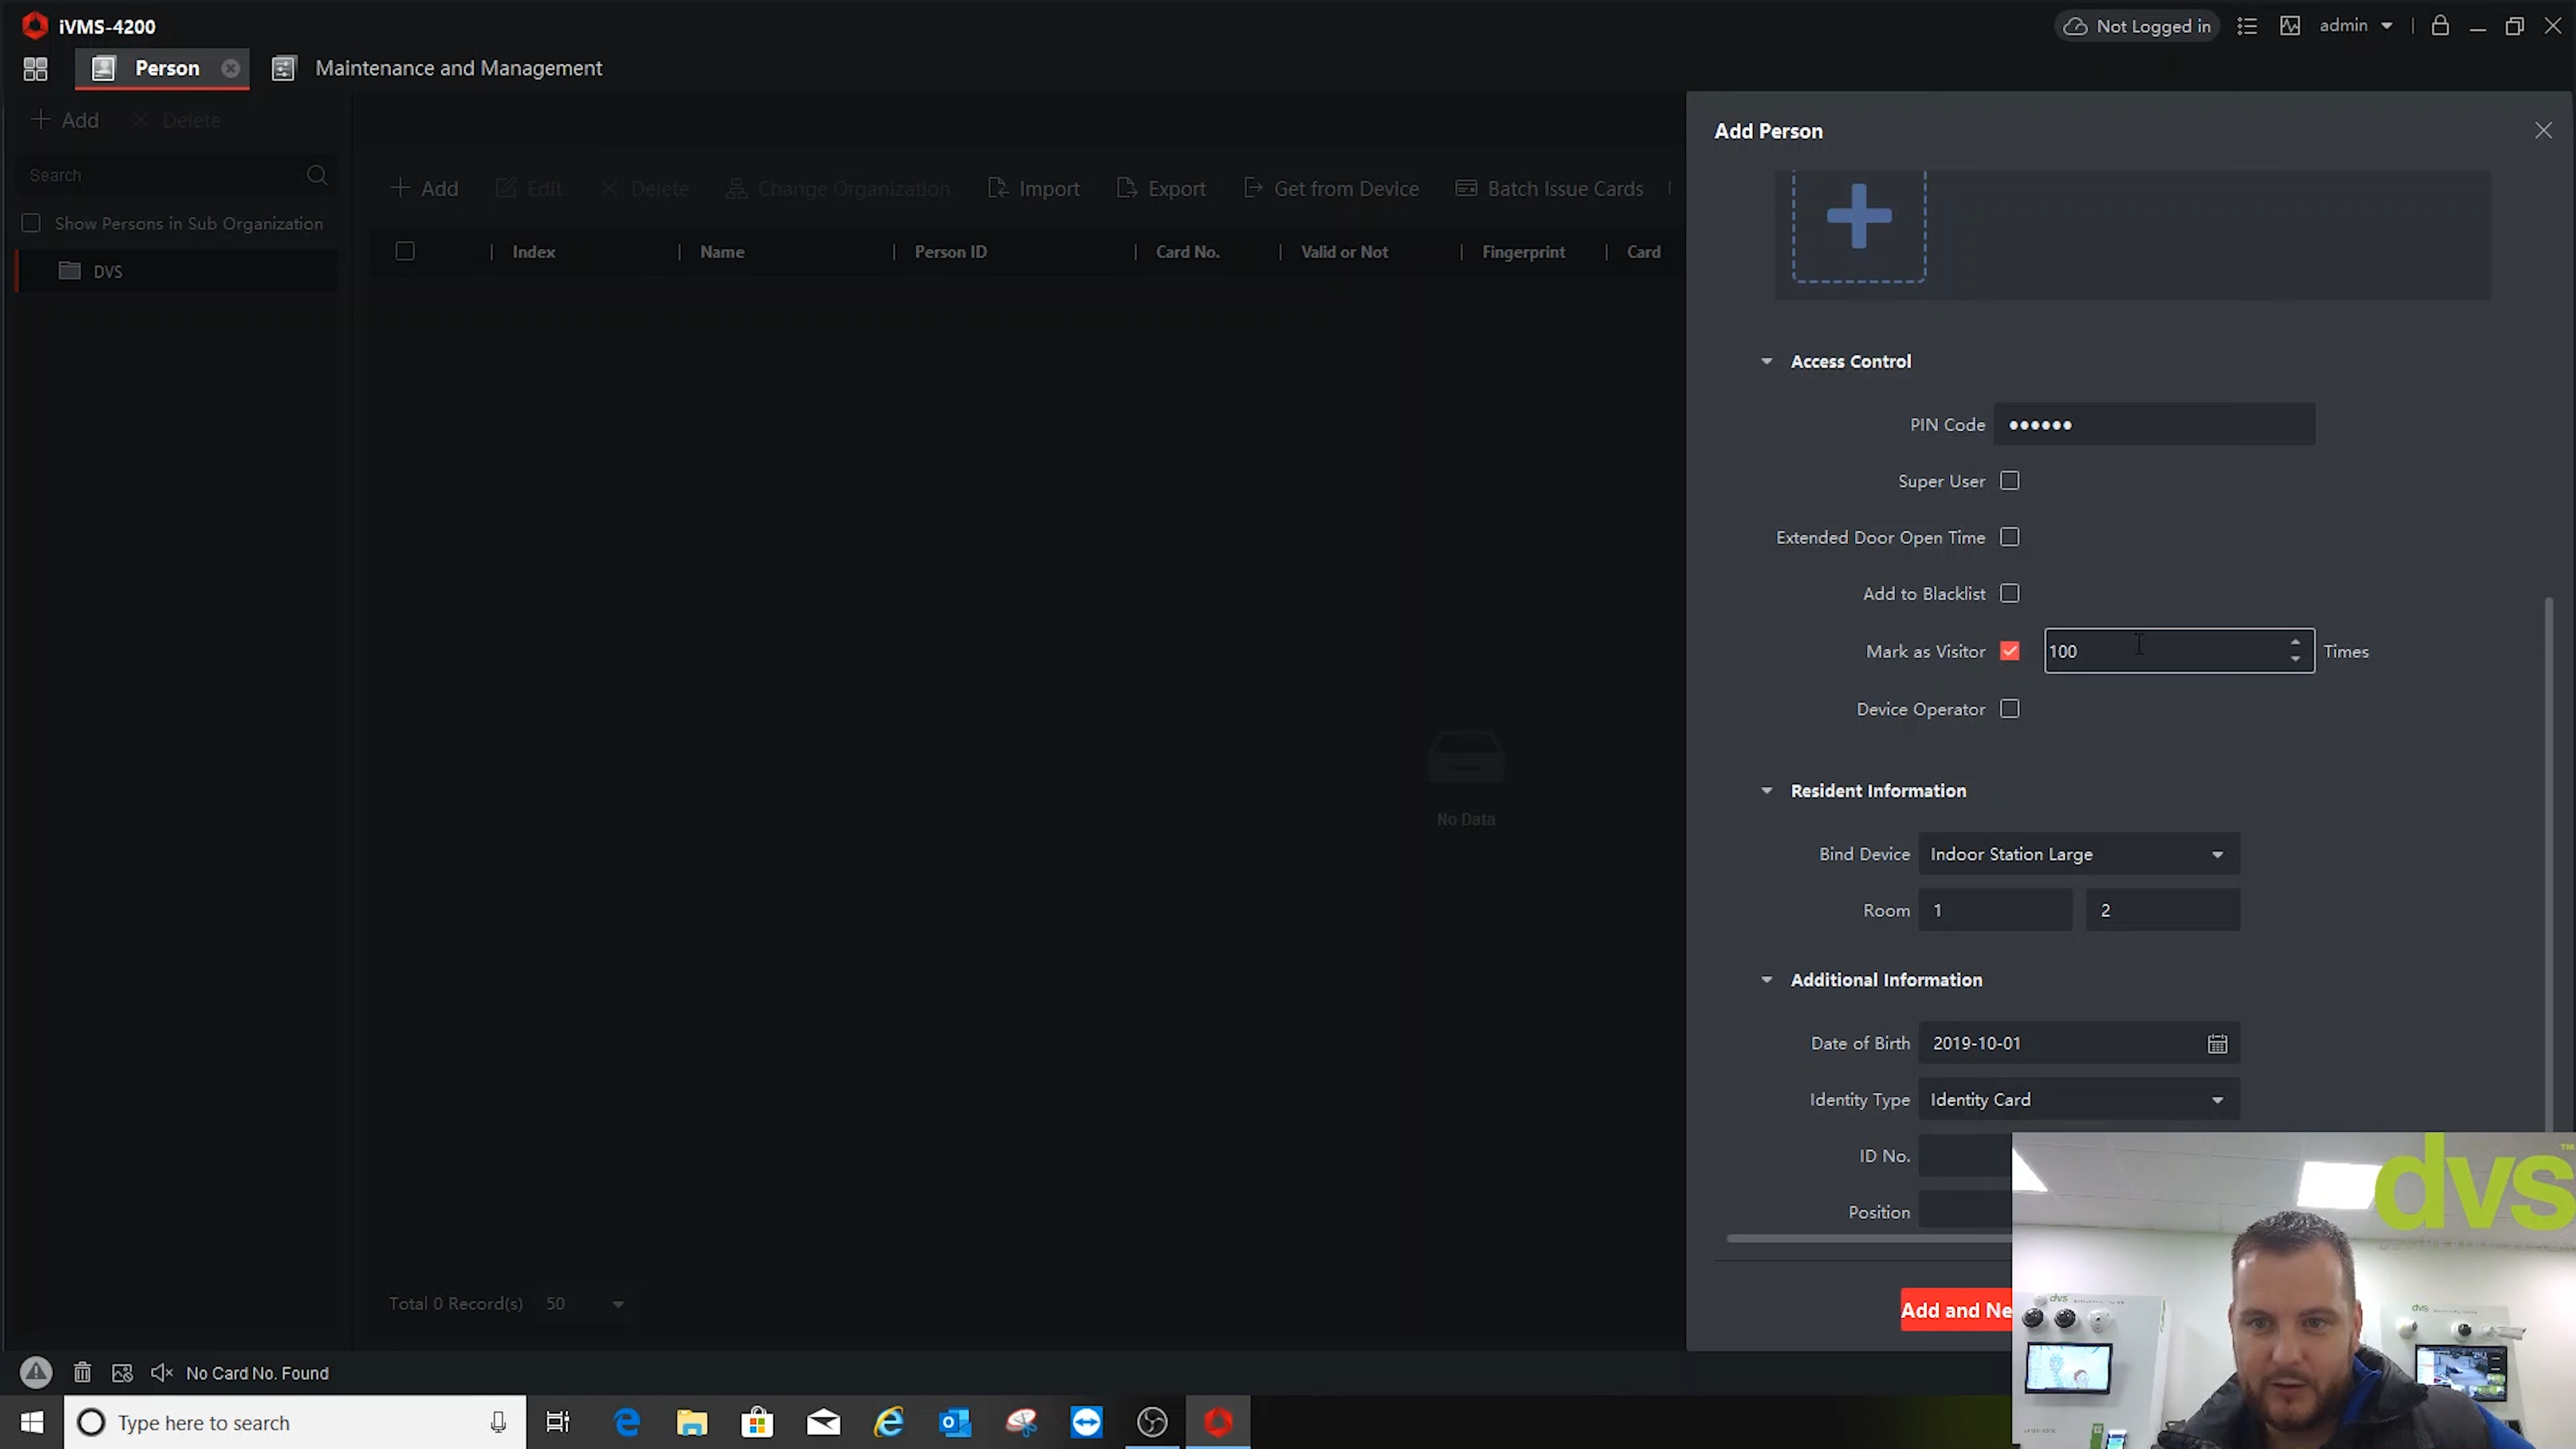 iVMS-4200
Not Logged in
admin
Person
Maintenance and Management
Add
Delete
Search
Show Persons in Sub Organization
DVS
Add
Edit
Delete
Change Organization
Import
Export
Get from Device
Batch Issue Cards
Index
Name
Person ID
Card No.
Valid or Not
Fingerprint
Card
No Data
Total 0 Record(s)
50
Add Person
Access Control
PIN Code ••••••
Super User
Extended Door Open Time
Add to Blacklist
Mark as Visitor 100 Times
Device Operator
Resident Information
Bind Device Indoor Station Large
Room 1 2
Additional Information
Date of Birth 2019-10-01
Identity Type Identity Card
ID No.
Position
Add and Ne
dvs™
dvs
dvs
No Card No. Found
Type here to search